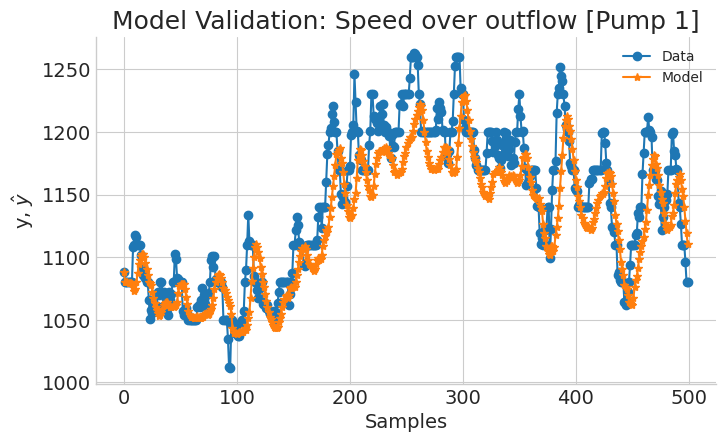 Model Validation: Speed over outflow [Pump 1]
Data
Model
1250
1200
1150
1100
1050
1000
y, ŷ
0 100 200 300 400 500
Samples